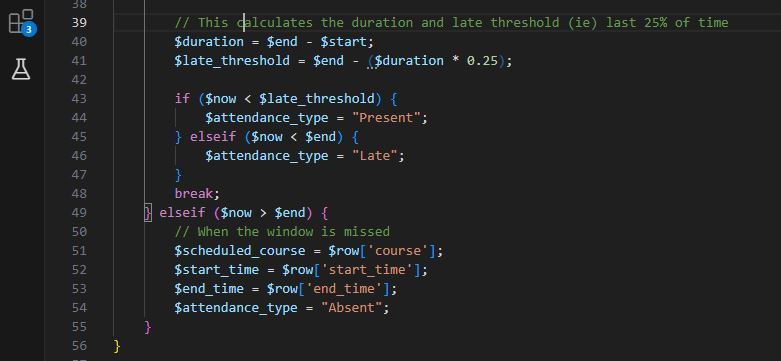 38
39 // This calculates the duration and late threshold (ie) last 25% of time
40 $duration = $end - $start;
41 $late_threshold = $end - ($duration * 0.25);
42
43 if ($now < $late_threshold) {
44 $attendance_type = "Present";
45 } elseif ($now < $end) {
46 $attendance_type = "Late";
47 }
48 break;
49 } elseif ($now > $end) {
50 // When the window is missed
51 $scheduled_course = $row['course'];
52 $start_time = $row['start_time'];
53 $end_time = $row['end_time'];
54 $attendance_type = "Absent";
55 }
56 }
3